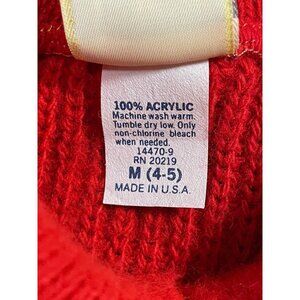 100% ACRYLIC
Machine wash warm.
Tumble dry low. Only
non-chlorine bleach
when needed.
14470-9
RN 20219
M (4-5)
MADE IN U.S.A.